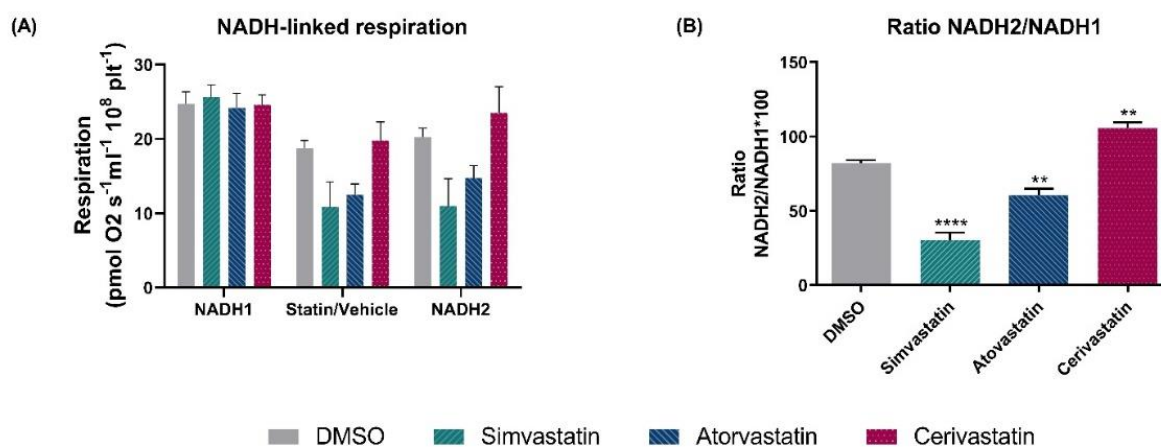 (A)
NADH-linked respiration
Respiration
(pmol O2 s⁻¹ml⁻¹ 10⁸ plt⁻¹)
30
20
10
0
NADH1
Statin/Vehicle
NADH2
(B)
Ratio NADH2/NADH1
Ratio
NADH2/NADH1*100
150
100
50
0
****
**
**
DMSO
Simvastatin
Atovastatin
Cerivastatin
DMSO
Simvastatin
Atorvastatin
Cerivastatin